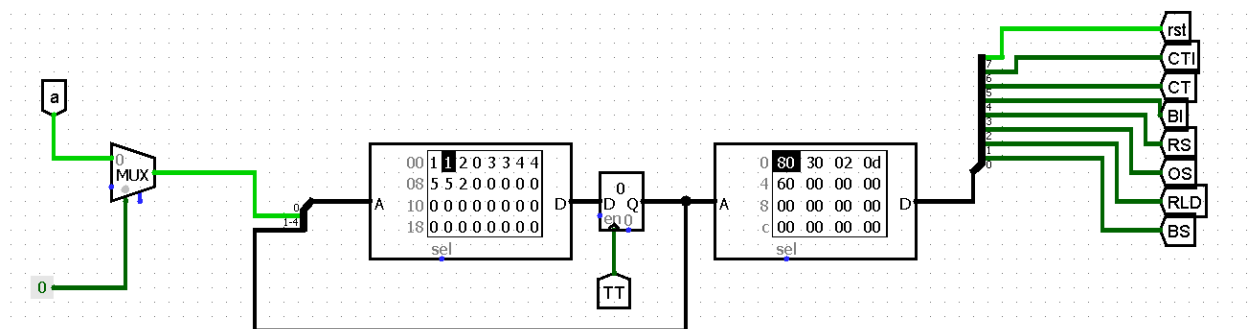 a
0
MUX
0
0
1-4
A
00 1 1 2 0 3 3 4 4
08 5 5 2 0 0 0 0 0
10 0 0 0 0 0 0 0 0
18 0 0 0 0 0 0 0 0
D
sel
0
D Q
en 0
TT
A
0 80 30 02 0d
4 60 00 00 00
8 00 00 00 00
c 00 00 00 00
D
sel
7
6
5
4
3
2
1
0
rst
CTI
CT
BI
RS
OS
RLD
BS